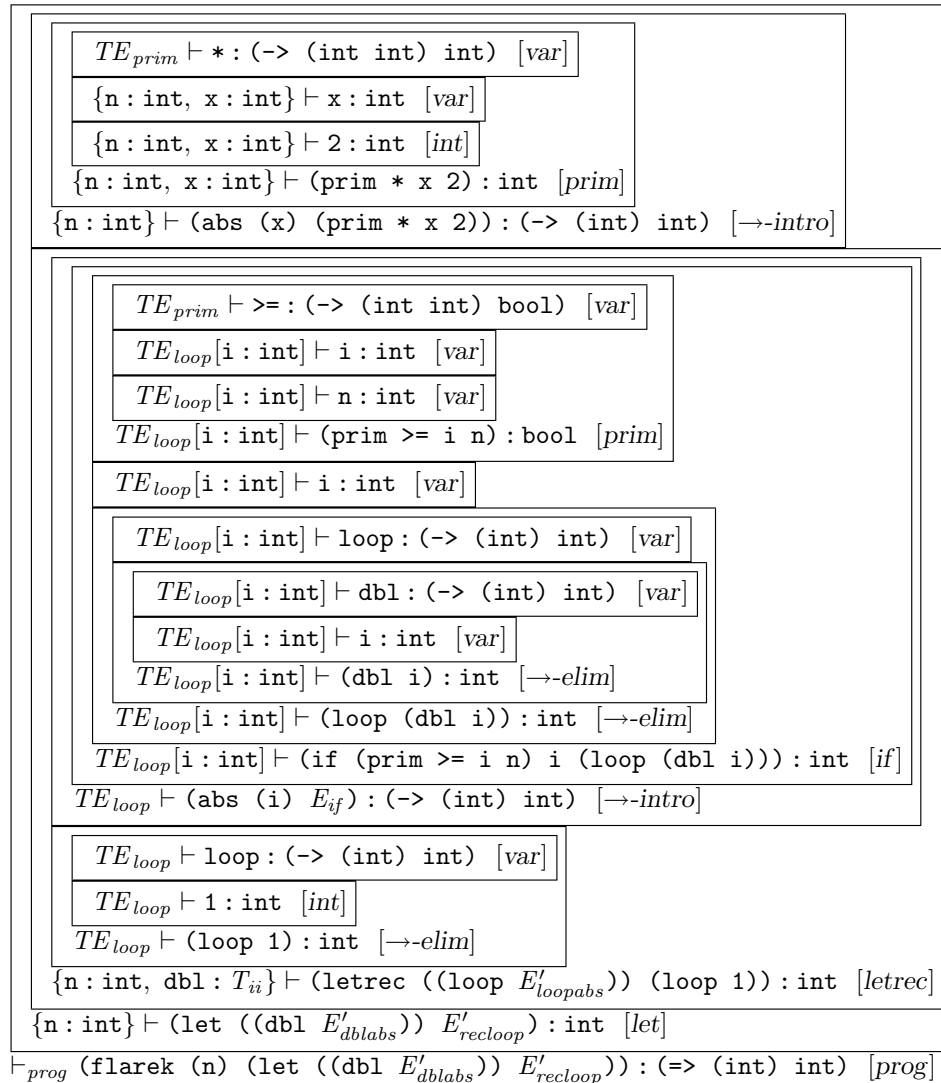 TE_prim ⊢ * : (-> (int int) int) [var]
{n : int, x : int} ⊢ x : int [var]
{n : int, x : int} ⊢ 2 : int [int]
{n : int, x : int} ⊢ (prim * x 2) : int [prim]
{n : int} ⊢ (abs (x) (prim * x 2)) : (-> (int) int) [→-intro]
TE_prim ⊢ >= : (-> (int int) bool) [var]
TE_loop[i : int] ⊢ i : int [var]
TE_loop[i : int] ⊢ n : int [var]
TE_loop[i : int] ⊢ (prim >= i n) : bool [prim]
TE_loop[i : int] ⊢ i : int [var]
TE_loop[i : int] ⊢ loop : (-> (int) int) [var]
TE_loop[i : int] ⊢ dbl : (-> (int) int) [var]
TE_loop[i : int] ⊢ i : int [var]
TE_loop[i : int] ⊢ (dbl i) : int [→-elim]
TE_loop[i : int] ⊢ (loop (dbl i)) : int [→-elim]
TE_loop[i : int] ⊢ (if (prim >= i n) i (loop (dbl i))) : int [if]
TE_loop ⊢ (abs (i) E_if) : (-> (int) int) [→-intro]
TE_loop ⊢ loop : (-> (int) int) [var]
TE_loop ⊢ 1 : int [int]
TE_loop ⊢ (loop 1) : int [→-elim]
{n : int, dbl : T_ii} ⊢ (letrec ((loop E′_loopabs)) (loop 1)) : int [letrec]
{n : int} ⊢ (let ((dbl E′_dblabs)) E′_recloop) : int [let]
⊢_prog (flarek (n) (let ((dbl E′_dblabs)) E′_recloop)) : (=> (int) int) [prog]